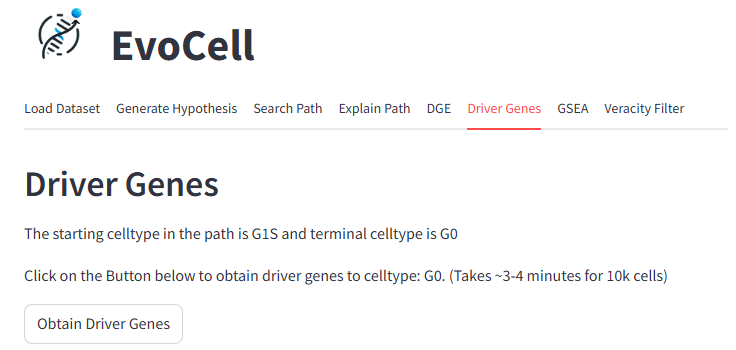 EvoCell
Load Dataset Generate Hypothesis Search Path Explain Path DGE Driver Genes GSEA Veracity Filter
Driver Genes
The starting celltype in the path is G1S and terminal celltype is G0
Click on the Button below to obtain driver genes to celltype: G0. (Takes ~3-4 minutes for 10k cells)
Obtain Driver Genes